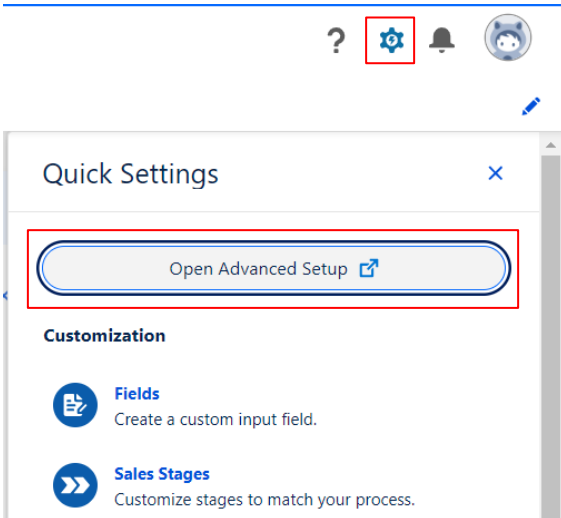 ?
Quick Settings
Open Advanced Setup
Customization
Fields
Create a custom input field.
Sales Stages
Customize stages to match your process.